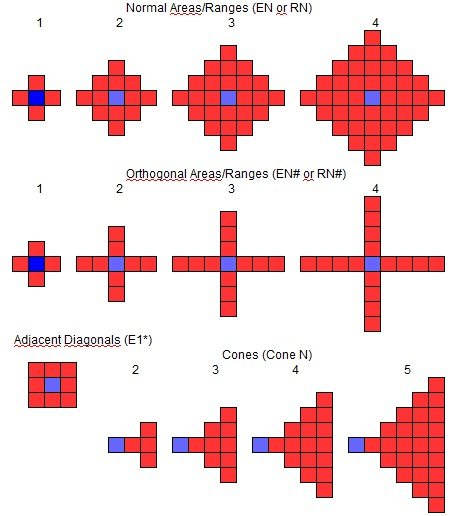 Normal Areas/Ranges (EN or RN)
1 2 3 4
Orthogonal Areas/Ranges (EN# or RN#)
1 2 3 4
Adjacent Diagonals (E1*)
Cones (Cone N)
2 3 4 5